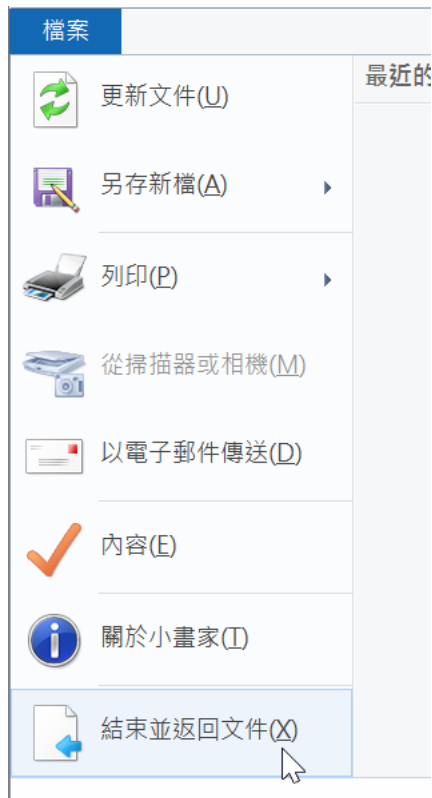 檔案
最近的
更新文件(U)
另存新檔(A)
列印(P)
從掃描器或相機(M)
以電子郵件傳送(D)
內容(E)
關於小畫家(T)
結束並返回文件(X)